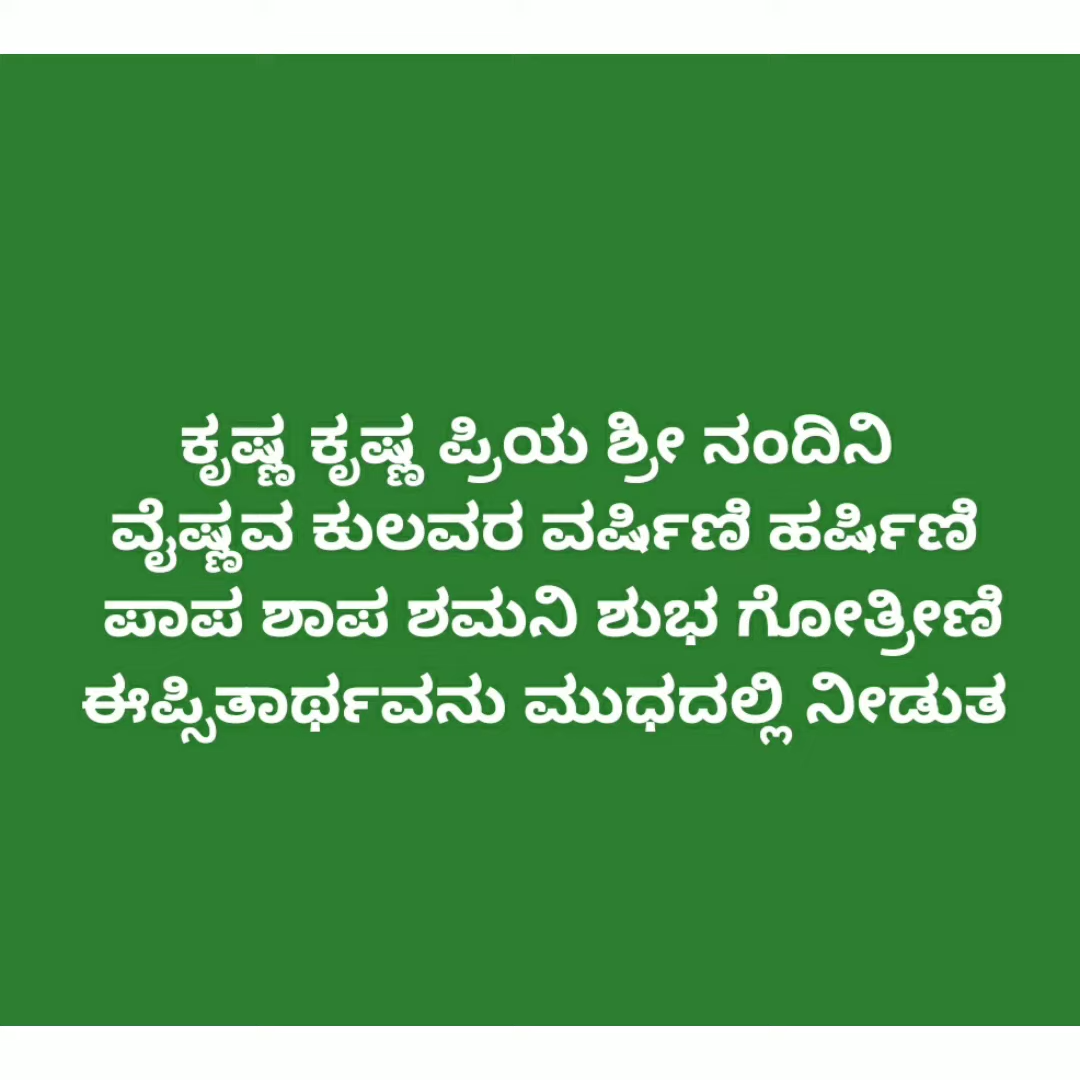 ಕೃಷ್ಣ ಕೃಷ್ಣ ಪ್ರಿಯ ಶ್ರೀ ನಂದಿನಿ
ವೈಷ್ಣವ ಕುಲವರ ವರ್ಷಿಣಿ ಹರ್ಷಿಣಿ
ಪಾಪ ಶಾಪ ಶಮನಿ ಶುಭ ಗೋತ್ರೀಣಿ
ಈಪ್ಸಿತಾರ್ಥವನು ಮುಧದಲ್ಲಿ ನೀಡುತ